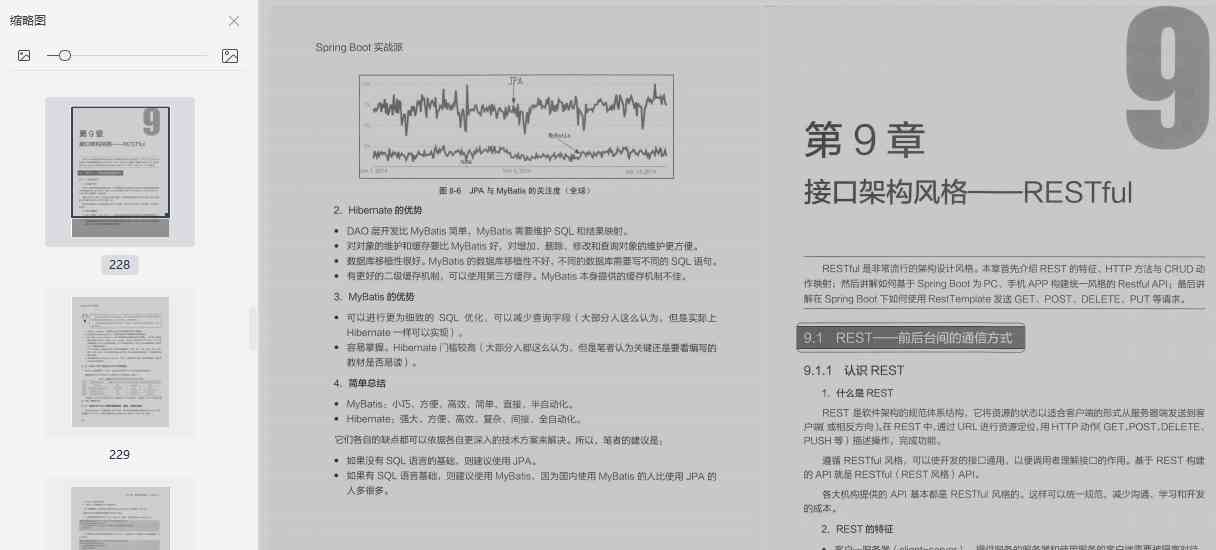 缩略图
228
229
Spring Boot 实战派
JPA
MyBatis
图 8-6 JPA 与 MyBatis 的关注度（全球）
2. Hibernate 的优势
• DAO 层开发比 MyBatis 简单，MyBatis 需要维护 SQL 和结果映射。
• 对对象的维护和缓存要比 MyBatis 好，对增加、删除、修改和查询对象的维护更方便。
• 数据库移植性很好。MyBatis 的数据库移植性不好，不同的数据库需要写不同的 SQL 语句。
• 有更好的二级缓存机制，可以使用第三方缓存。MyBatis 本身提供的缓存机制不佳。
3. MyBatis 的优势
• 可以进行更为细致的 SQL 优化，可以减少查询字段（大部分人这么认为，但是实际上
Hibernate 一样可以实现）。
• 容易掌握。Hibernate 门槛较高（大部分人都这么认为，但是笔者认为关键还是要看编写的
教材是否易读）。
4. 简单总结
• MyBatis：小巧、方便、高效、简单、直接、半自动化。
• Hibernate：强大、方便、高效、复杂、间接、全自动化。
它们各自的缺点都可以依据各自更深入的技术方案来解决。所以，笔者的建议是：
• 如果没有 SQL 语言的基础，则建议使用 JPA。
• 如果有 SQL 语言基础，则建议使用 MyBatis，因为国内使用 MyBatis 的人比使用 JPA 的
人多很多。
9
第 9 章
接口架构风格——RESTful
RESTful 是非常流行的架构设计风格。本章首先介绍 REST 的特征、HTTP 方法与 CRUD 动
作映射；然后讲解如何基于 Spring Boot 为 PC、手机 APP 构建统一风格的 Restful API；最后讲
解在 Spring Boot 下如何使用 RestTemplate 发送 GET、POST、DELETE、PUT 等请求。
9.1 REST——前后台间的通信方式
9.1.1 认识 REST
1. 什么是 REST
REST 是软件架构的规范体系结构，它将资源的状态以适合客户端的形式从服务器端发送到客
户端（或相反方向）。在 REST 中，通过 URL 进行资源定位，用 HTTP 动作（GET、POST、DELETE、
PUSH 等）描述操作，完成功能。
遵循 RESTful 风格，可以使开发的接口通用，以便调用者理解接口的作用。基于 REST 构建
的 API 就是 RESTful（REST 风格）API。
各大机构提供的 API 基本都是 RESTful 风格的。这样可以统一规范，减少沟通、学习和开发
的成本。
2. REST 的特征